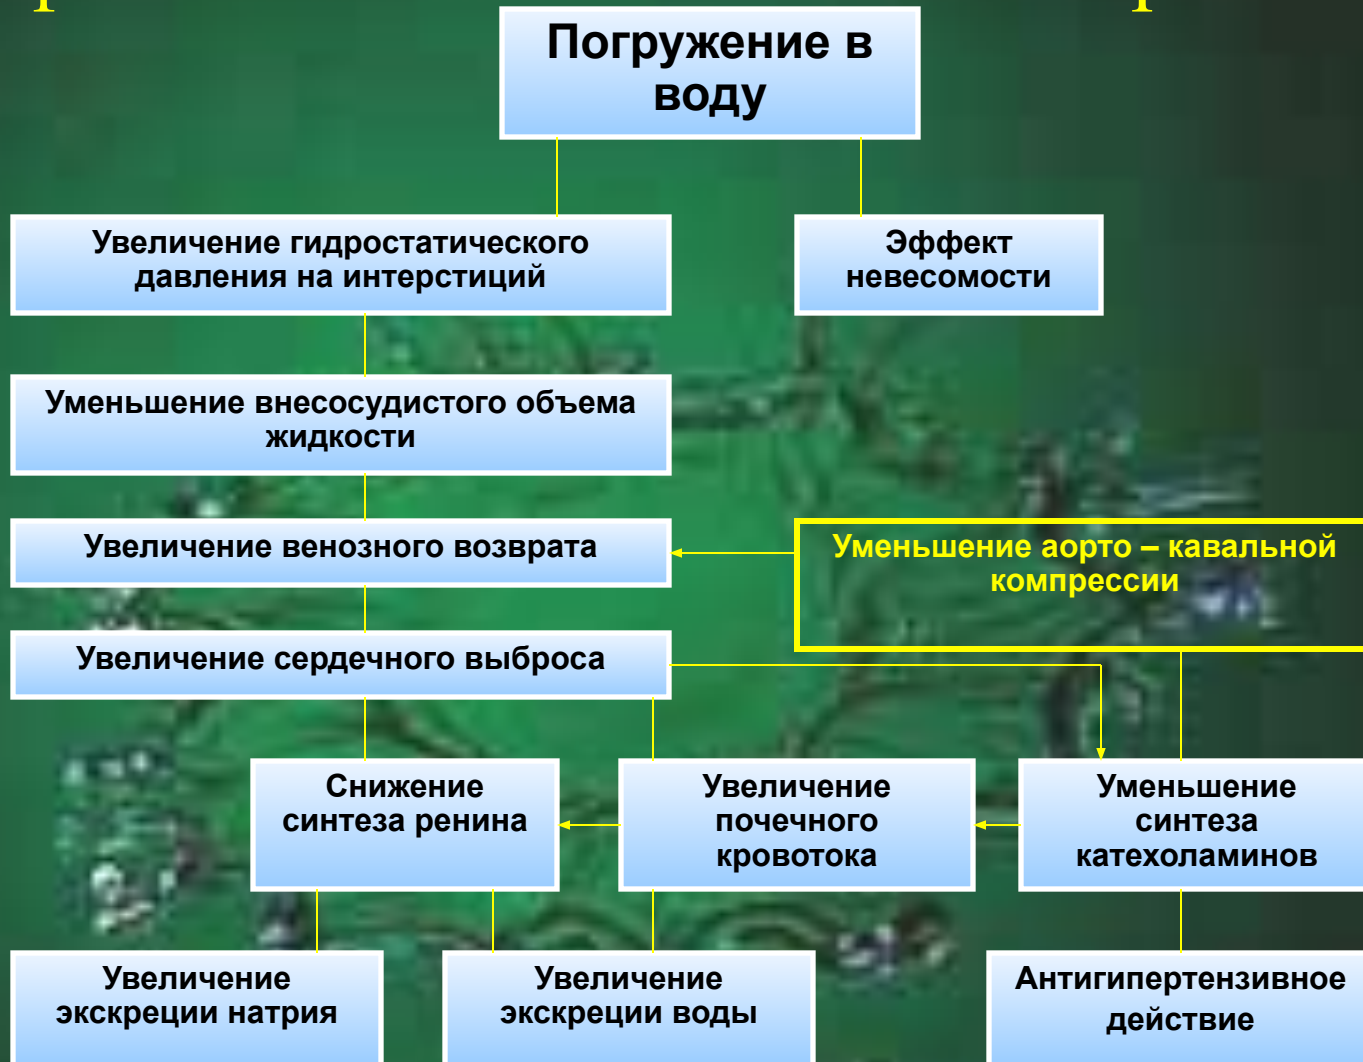 Погружение в
воду
Увеличение гидростатического
давления на интерстиций
Эффект
невесомости
Уменьшение внесосудистого объема
жидкости
Увеличение венозного возврата
Уменьшение аорто – кавальной
компрессии
Увеличение сердечного выброса
Снижение
синтеза ренина
Увеличение
почечного
кровотока
Уменьшение
синтеза
катехоламинов
Увеличение
экскреции натрия
Увеличение
экскреции воды
Антигипертензивное
действие